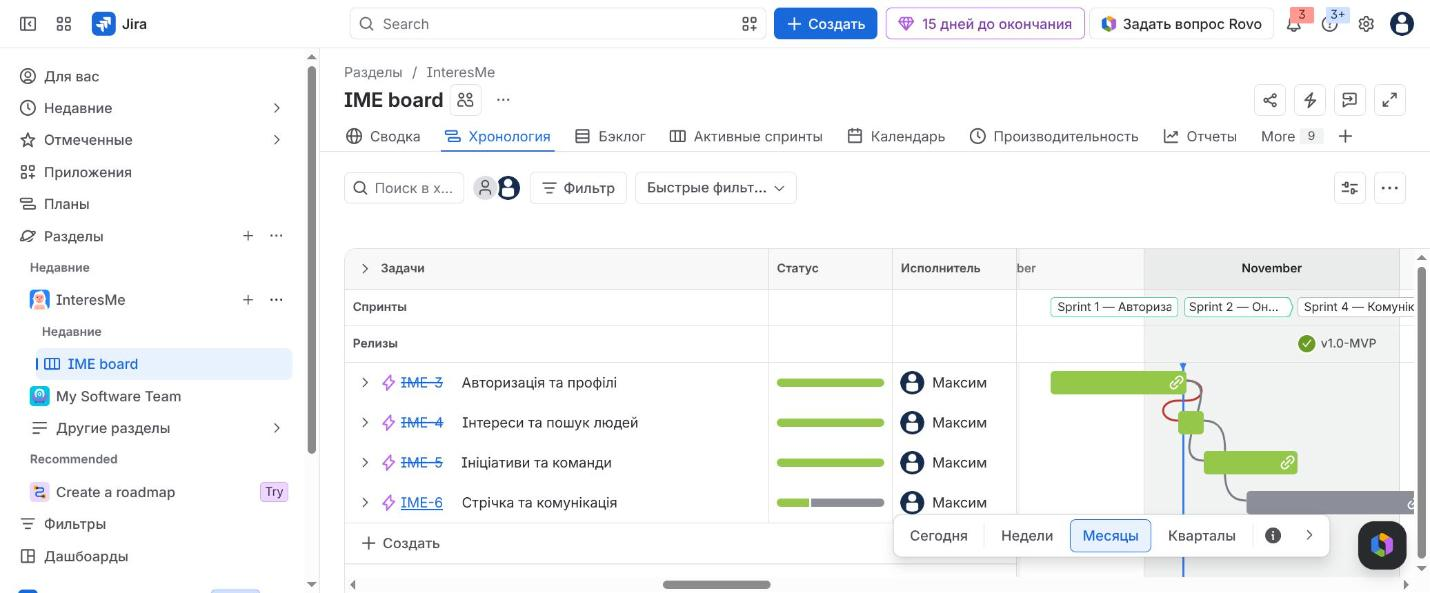 Jira
Search
Создать
15 дней до окончания
Задать вопрос Rovo
3
3+
Для вас
Недавние
Отмеченные
Приложения
Планы
Разделы
Недавние
InteresMe
Недавние
IME board
My Software Team
Другие разделы
Recommended
Create a roadmap
Try
Фильтры
Дашборды
Разделы / InteresMe
IME board
Сводка
Хронология
Бэклог
Активные спринты
Календарь
Производительность
Отчеты
More 9
Поиск в х...
Фильтр
Быстрые фильт...
Задачи
Статус
Исполнитель
ber
November
Спринты
Sprint 1 — Авториза
Sprint 2 — Он...
Sprint 4 — Комунік
Релизы
v1.0-MVP
IME-3 Авторизація та профілі Максим
IME-4 Інтереси та пошук людей Максим
IME-5 Ініціативи та команди Максим
IME-6 Стрічка та комунікація Максим
Создать
Сегодня
Недели
Месяцы
Кварталы